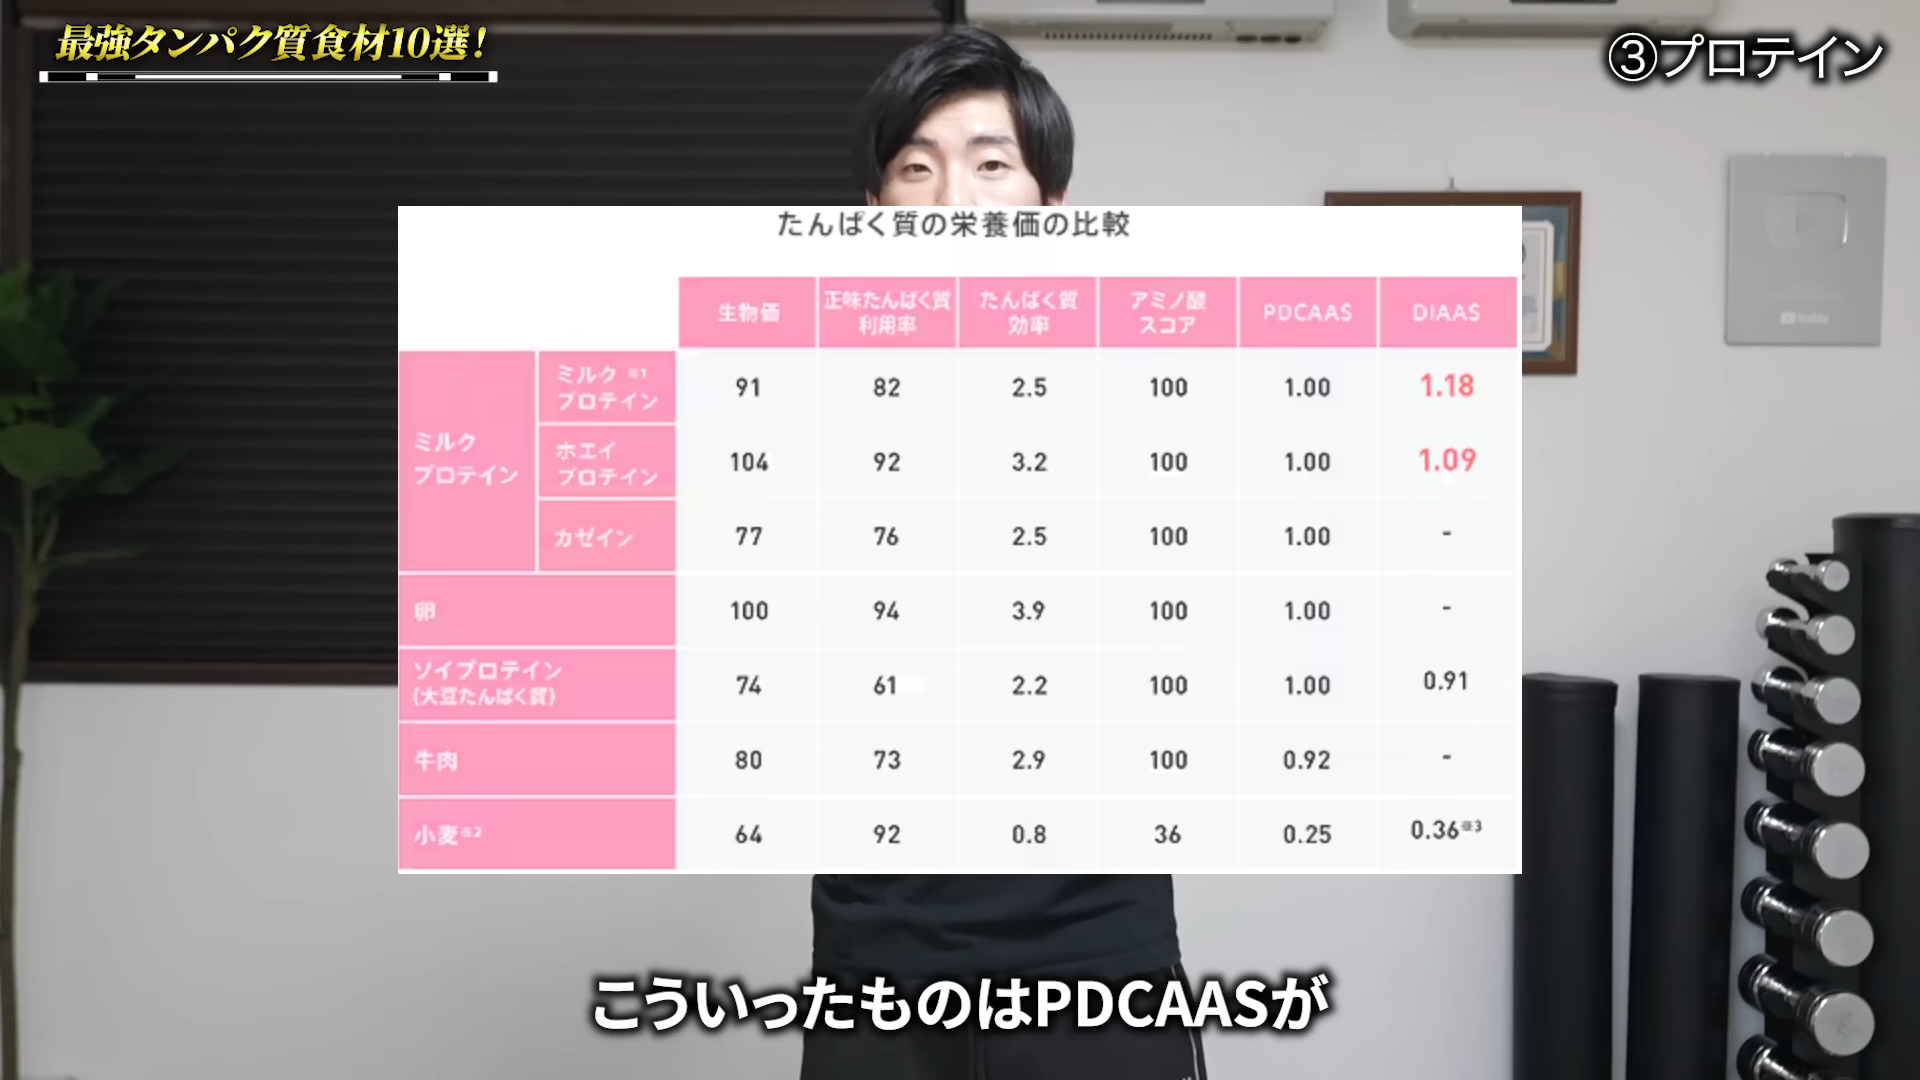 最強タンパク質食材10選!
③プロテイン
たんぱく質の栄養価の比較
生物価 正味たんぱく質利用率 たんぱく質効率 アミノ酸スコア PDCAAS DIAAS
ミルクプロテイン ミルクプロテイン ※1 91 82 2.5 100 1.00 1.18
ホエイプロテイン 104 92 3.2 100 1.00 1.09
カゼイン 77 76 2.5 100 1.00 -
卵 100 94 3.9 100 1.00 -
ソイプロテイン(大豆たんぱく質) 74 61 2.2 100 1.00 0.91
牛肉 80 73 2.9 100 0.92 -
小麦※2 64 92 0.8 36 0.25 0.36※3
こういったものはPDCAASが